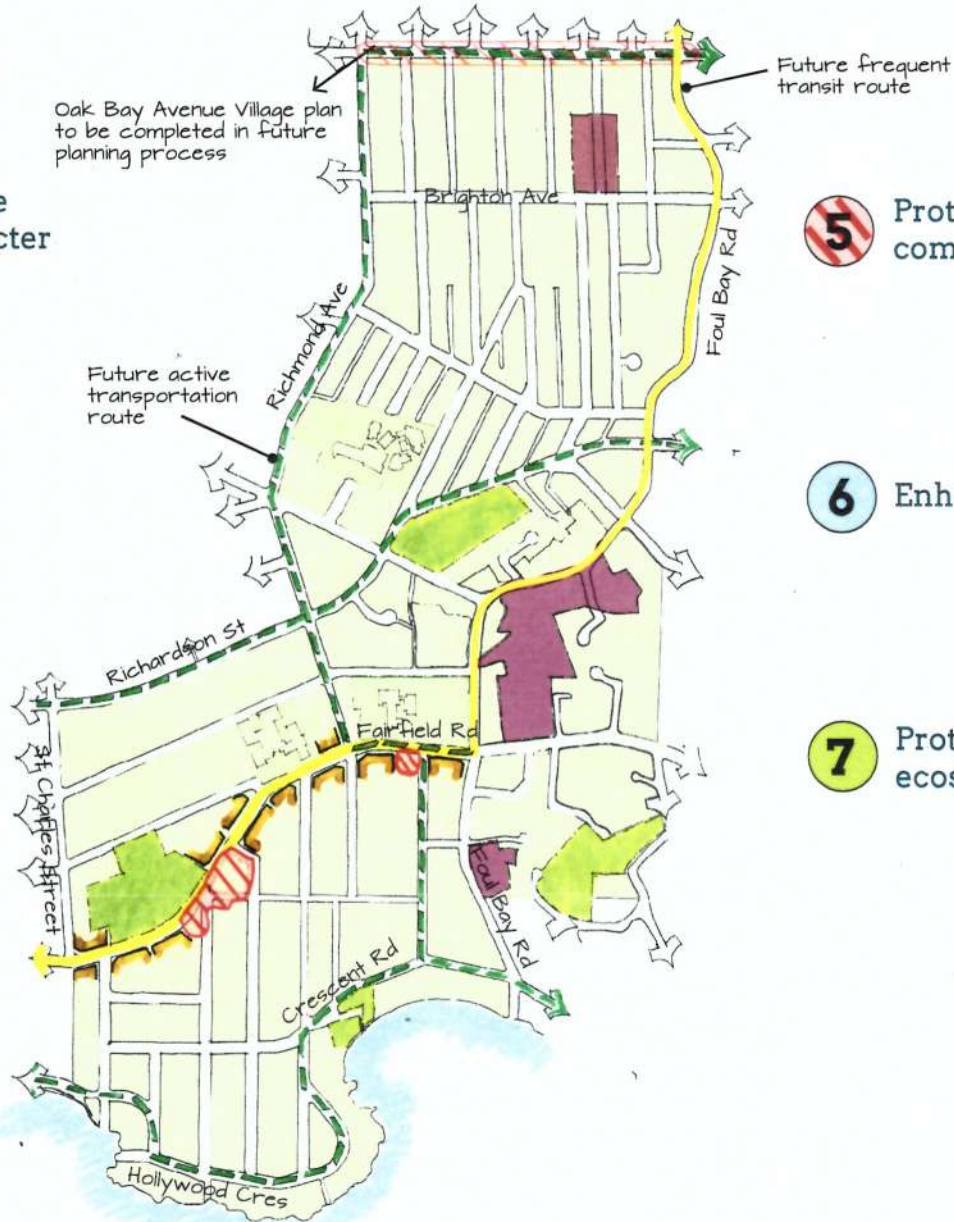 Oak Bay Avenue Village plan
to be completed in future
planning process
Future frequent
transit route
Brighton Ave
5
Prot
com
e
cter
Foul Bay Rd
Richmond Ave
Future active
transportation
route
6
Enh
Richardson St
Fairfield Rd
7
Prot
ecos
St Charles Street
Foul Bay Rd
Crescent Rd
Hollywood Cres